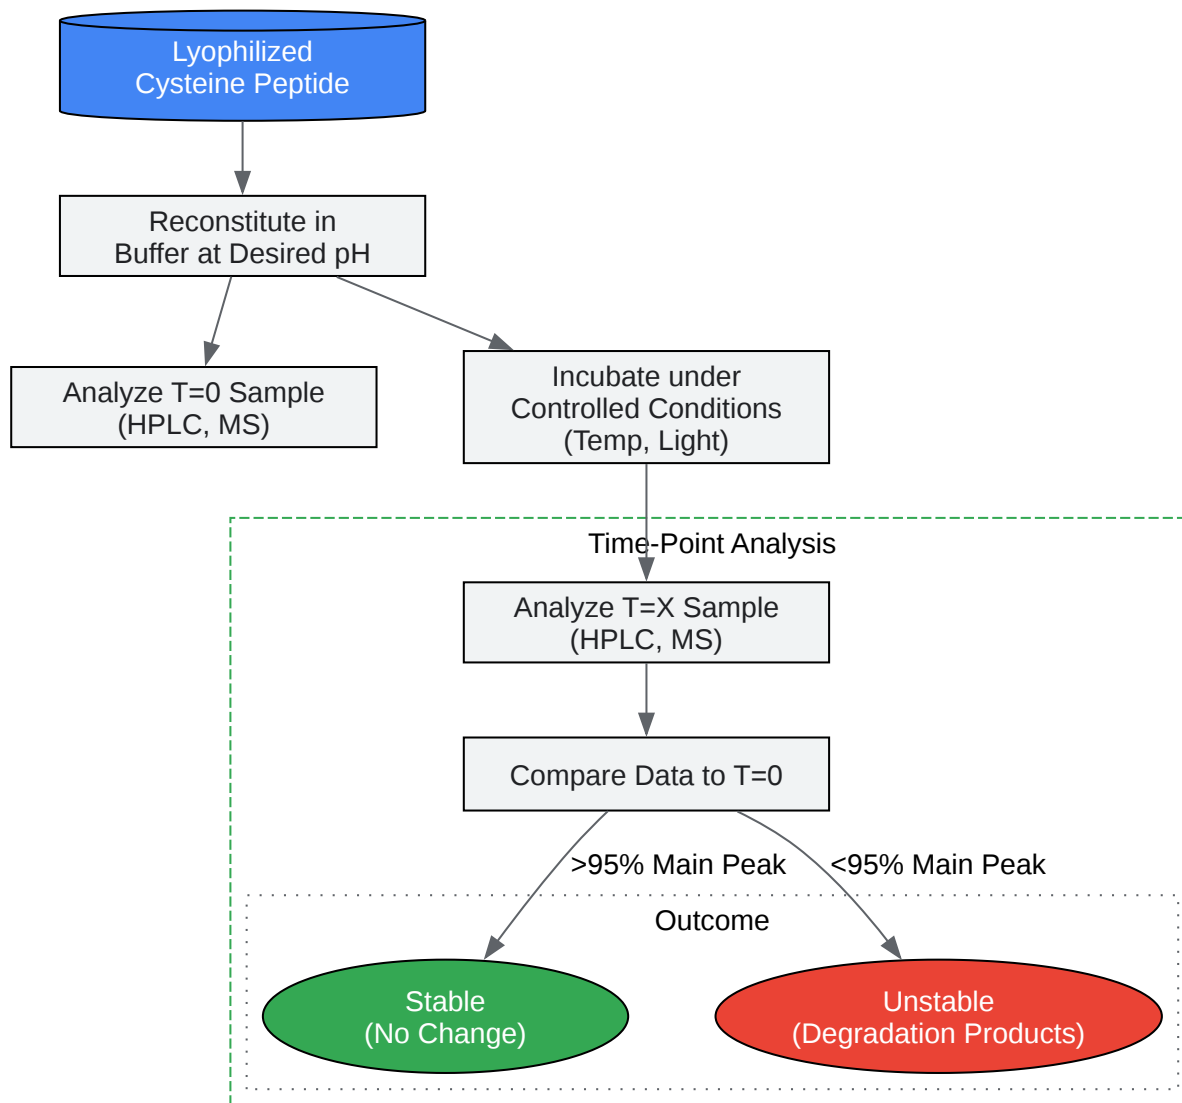 Lyophilized
Cysteine Peptide
Reconstitute in
Buffer at Desired pH
Analyze T=0 Sample
(HPLC, MS)
Incubate under
Controlled Conditions
(Temp, Light)
Time-Point Analysis
Analyze T=X Sample
(HPLC, MS)
Compare Data to T=0
>95% Main Peak
<95% Main Peak
Outcome
Stable
(No Change)
Unstable
(Degradation Products)